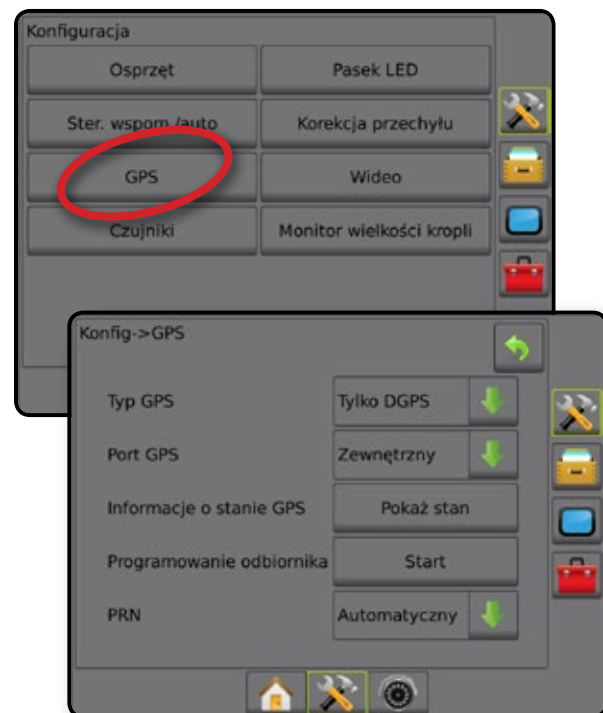 Konfiguracja
Osprzęt
Pasek LED
Ster. wspom /auto
Korekcja przechyłu
GPS
Wideo
Czujniki
Monitor wielkości kropli
Konfig->GPS
Typ GPS
Tylko DGPS
Port GPS
Zewnętrzny
Informacje o stanie GPS
Pokaż stan
Programowanie odbiornika
Start
PRN
Automatyczny